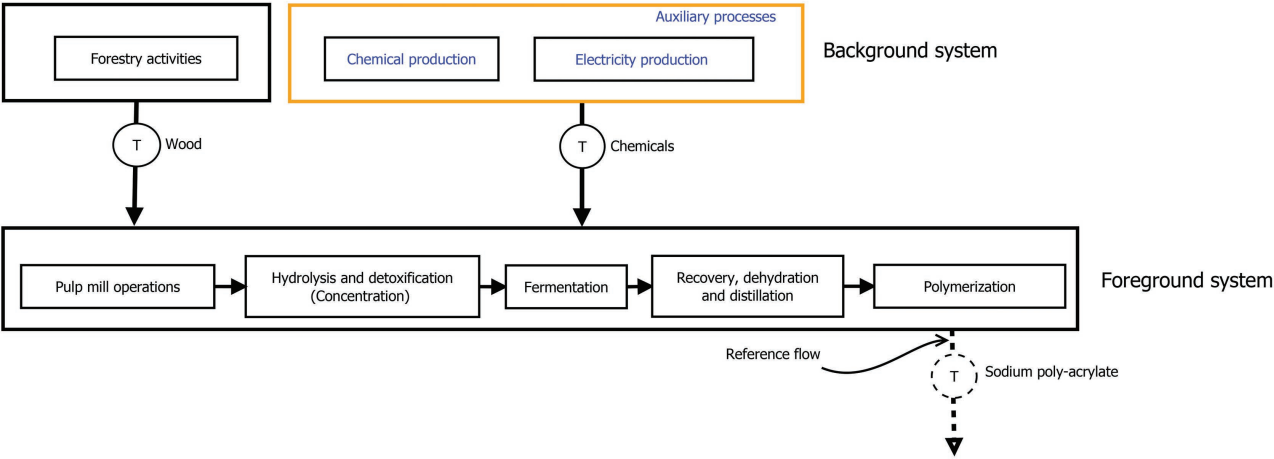 Auxiliary processes
Forestry activities
Chemical production
Electricity production
Background system
T
Wood
T
Chemicals
Pulp mill operations
Hydrolysis and detoxification
(Concentration)
Fermentation
Recovery, dehydration
and distillation
Polymerization
Foreground system
Reference flow
T
Sodium poly-acrylate